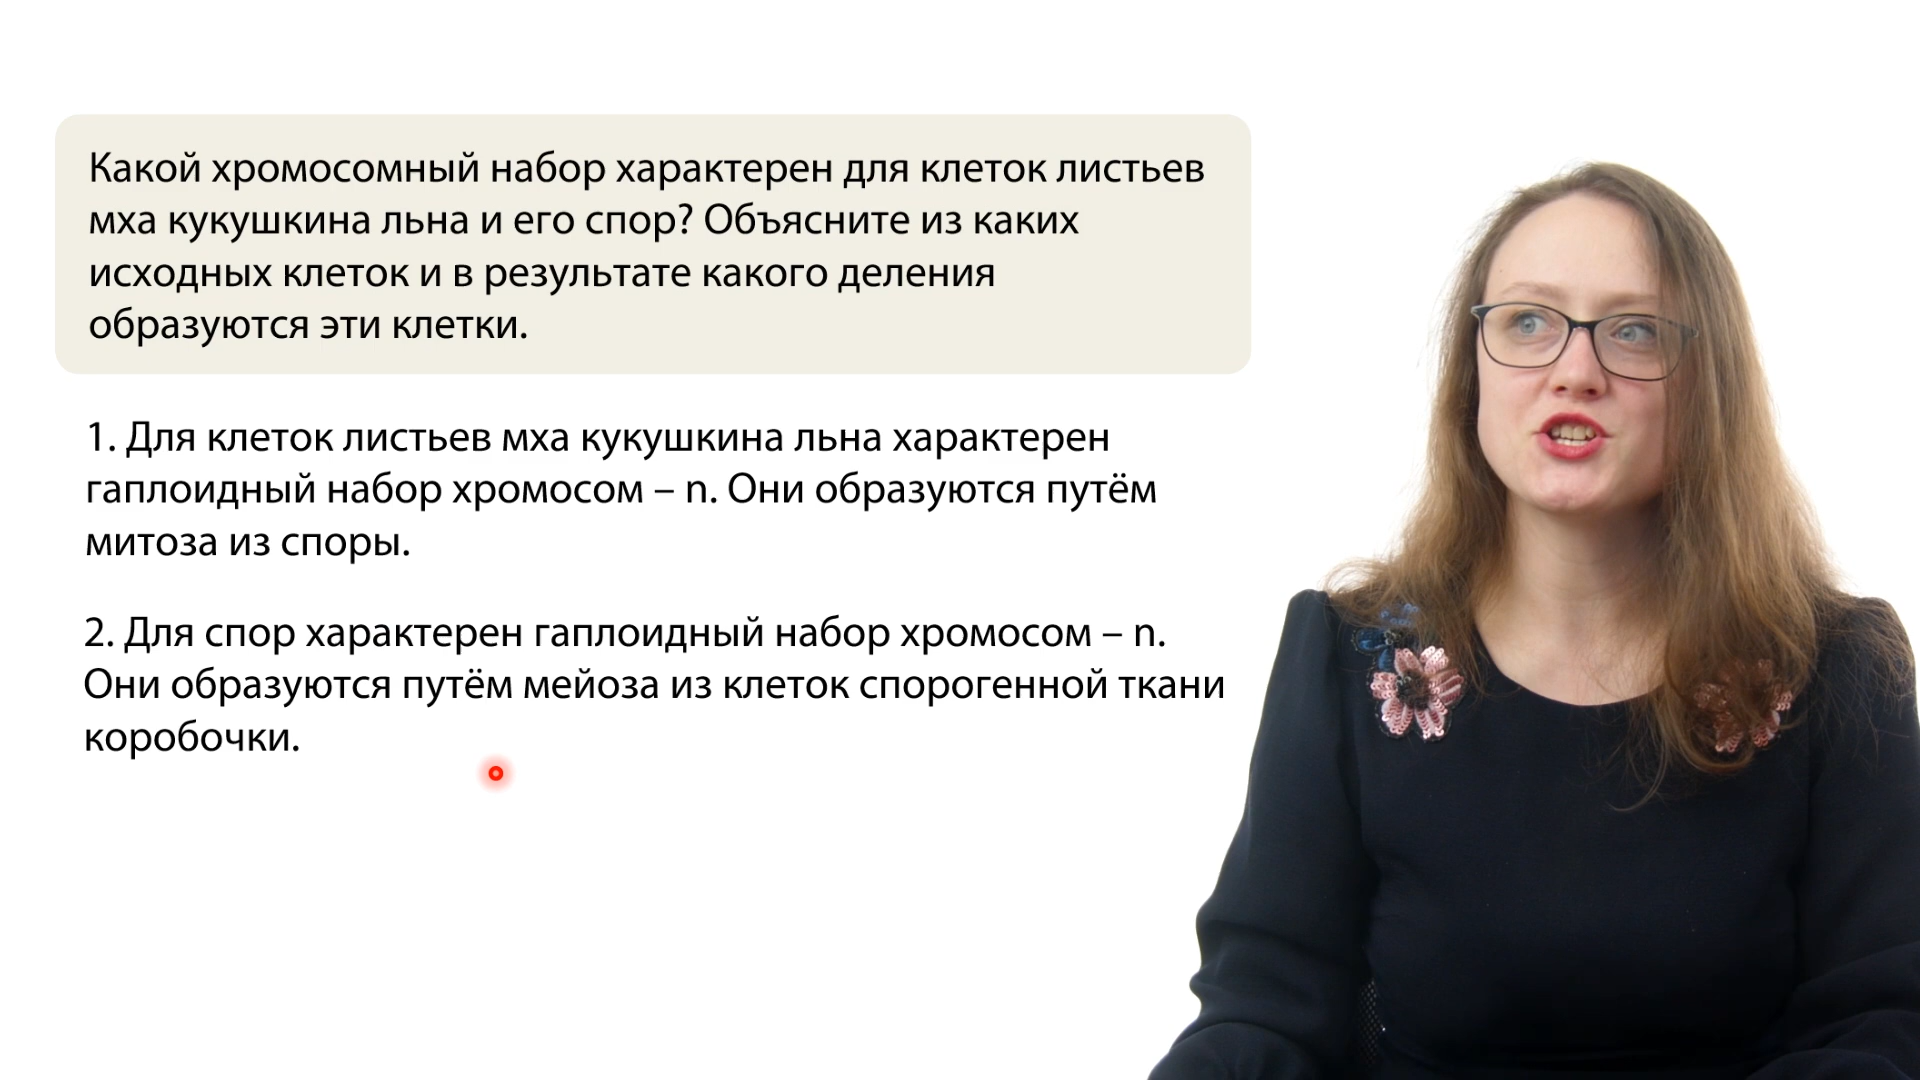 Какой хромосомный набор характерен для клеток листьев
мха кукушкина льна и его спор? Объясните из каких
исходных клеток и в результате какого деления
образуются эти клетки.
1. Для клеток листьев мха кукушкина льна характерен
гаплоидный набор хромосом – n. Они образуются путём
митоза из споры.
2. Для спор характерен гаплоидный набор хромосом – n.
Они образуются путём мейоза из клеток спорогенной ткани
коробочки.